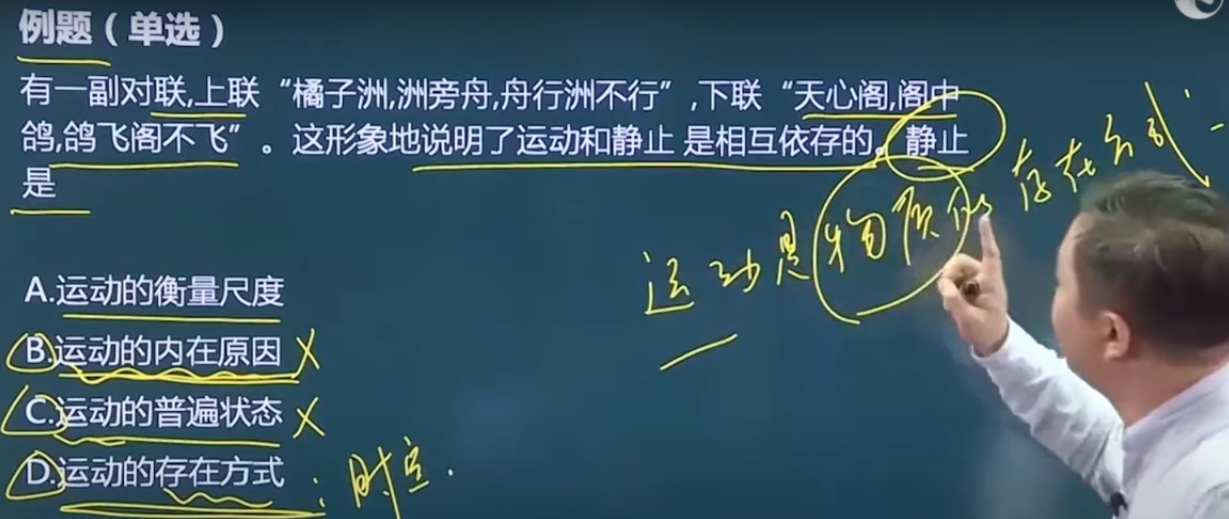 例题（单选）
有一副对联,上联“橘子洲,洲旁舟,舟行洲不行”,下联“天心阁,阁中
鸽,鸽飞阁不飞”。这形象地说明了运动和静止 是相互依存的。静止
是
运动是物质的存在方式
A.运动的衡量尺度
B.运动的内在原因
C.运动的普遍状态
D.运动的存在方式：时空.